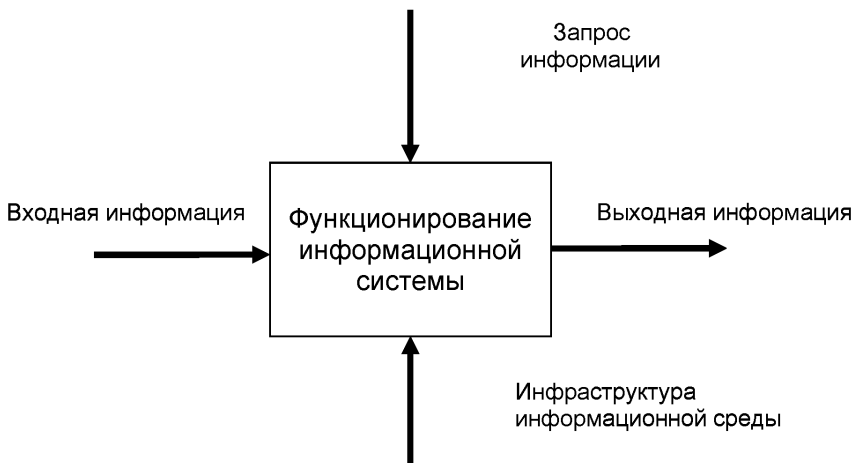 Запрос
информации
Входная информация
Функционирование
информационной
системы
Выходная информация
Инфраструктура
информационной среды